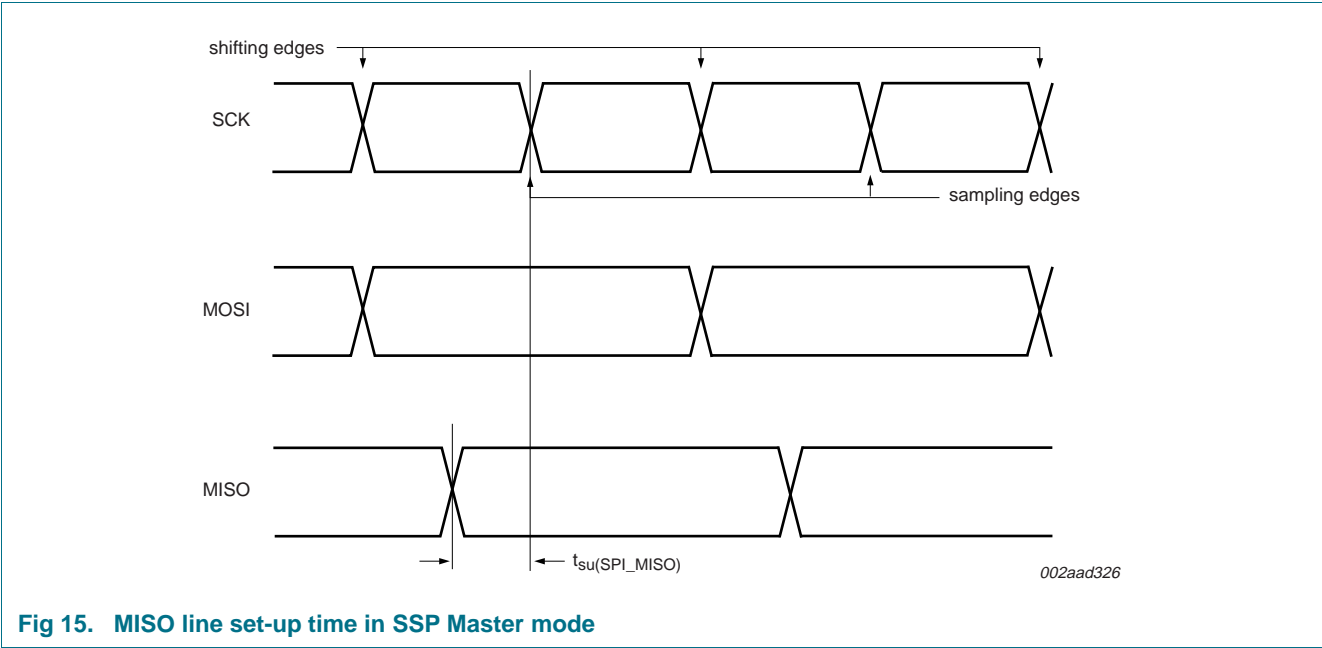 shifting edges
SCK
sampling edges
MOSI
MISO
tsu(SPI_MISO)
002aad326
Fig 15. MISO line set-up time in SSP Master mode